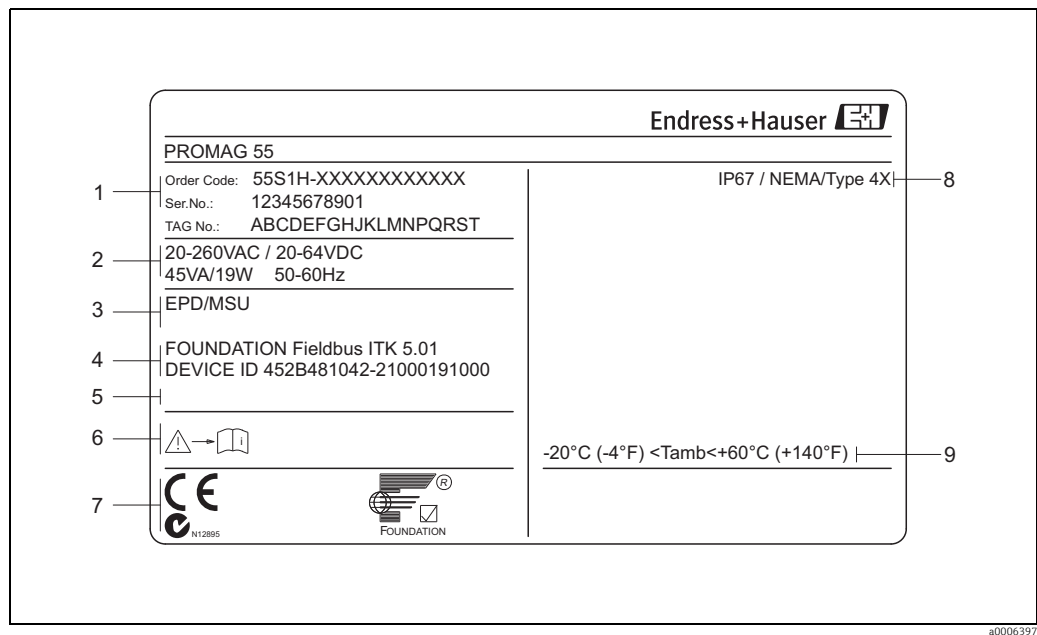 Endress+Hauser
PROMAG 55
1
Order Code: 55S1H-XXXXXXXXXXXX
Ser.No.: 12345678901
TAG No.: ABCDEFGHJKLMNPQRST
2
20-260VAC / 20-64VDC
45VA/19W 50-60Hz
3
EPD/MSU
4
FOUNDATION Fieldbus ITK 5.01
DEVICE ID 452B481042-21000191000
5
6
i
7
CE
N12895
F ®
FOUNDATION
IP67 / NEMA/Type 4X
8
-20°C (-4°F) <Tamb<+60°C (+140°F)
9
a0006397